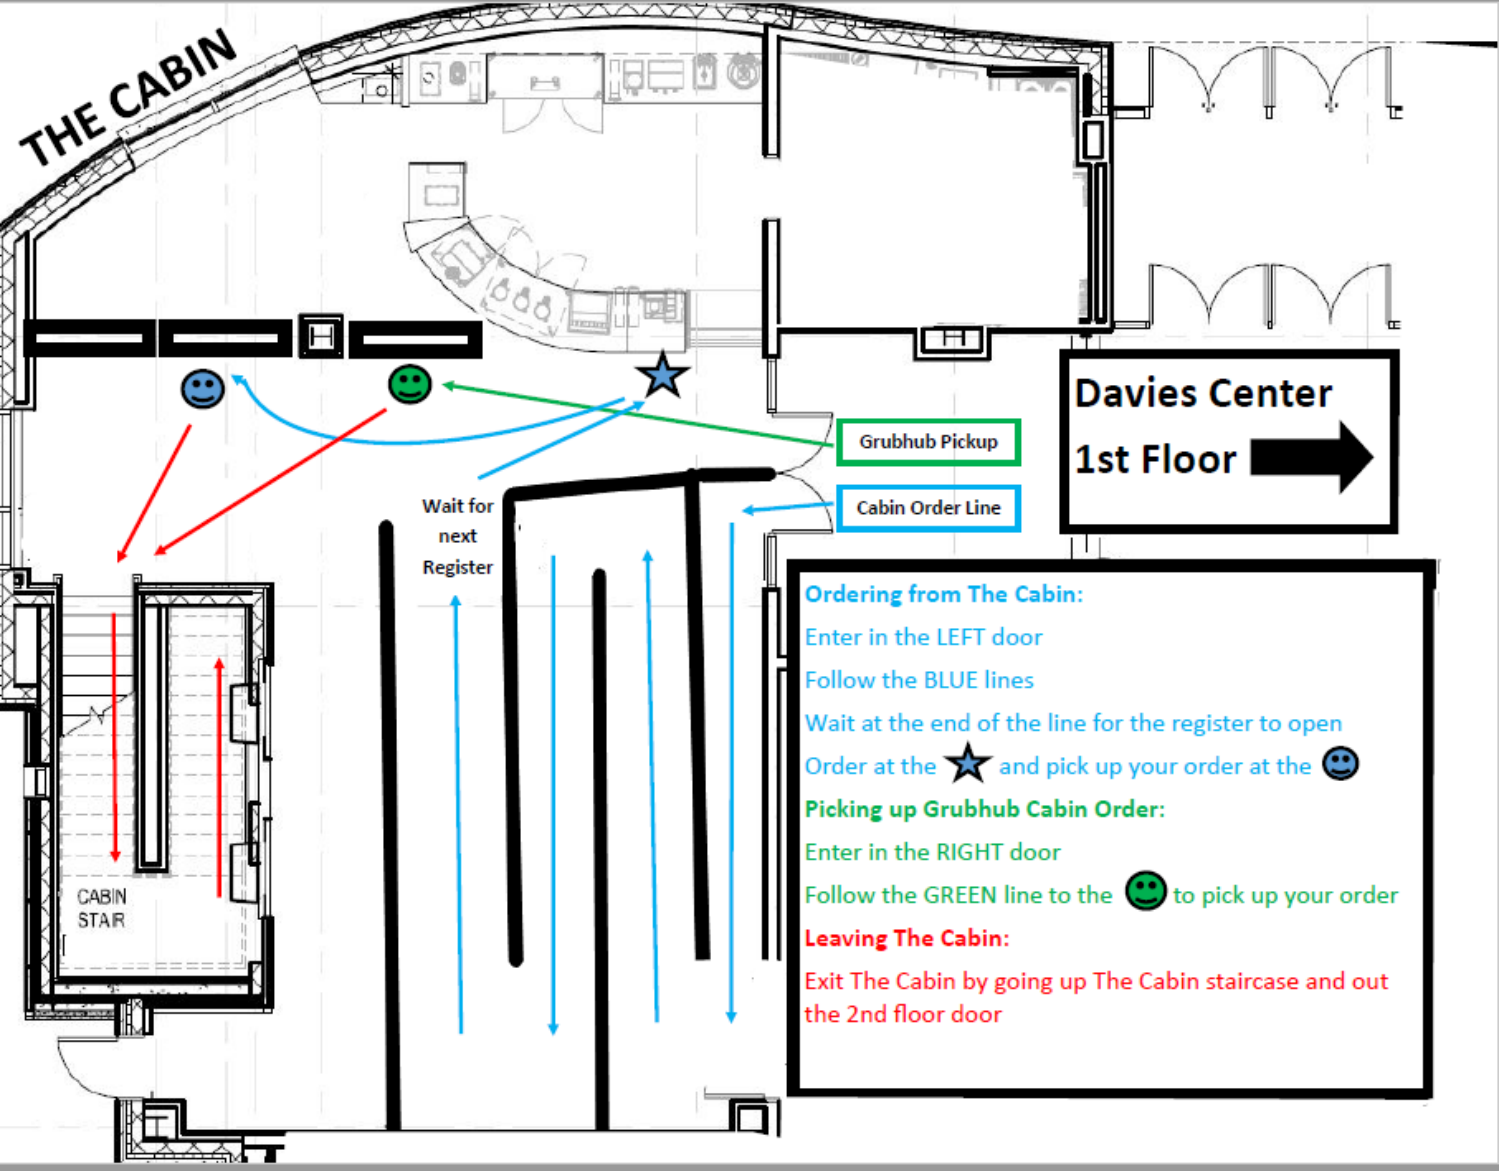 THE CABIN
H
H
Grubhub Pickup
Cabin Order Line
Wait for
next
Register
Davies Center
1st Floor
Ordering from The Cabin:
Enter in the LEFT door
Follow the BLUE lines
Wait at the end of the line for the register to open
Order at the and pick up your order at the
Picking up Grubhub Cabin Order:
Enter in the RIGHT door
Follow the GREEN line to the to pick up your order
Leaving The Cabin:
Exit The Cabin by going up The Cabin staircase and out
the 2nd floor door
CABIN
STAIR